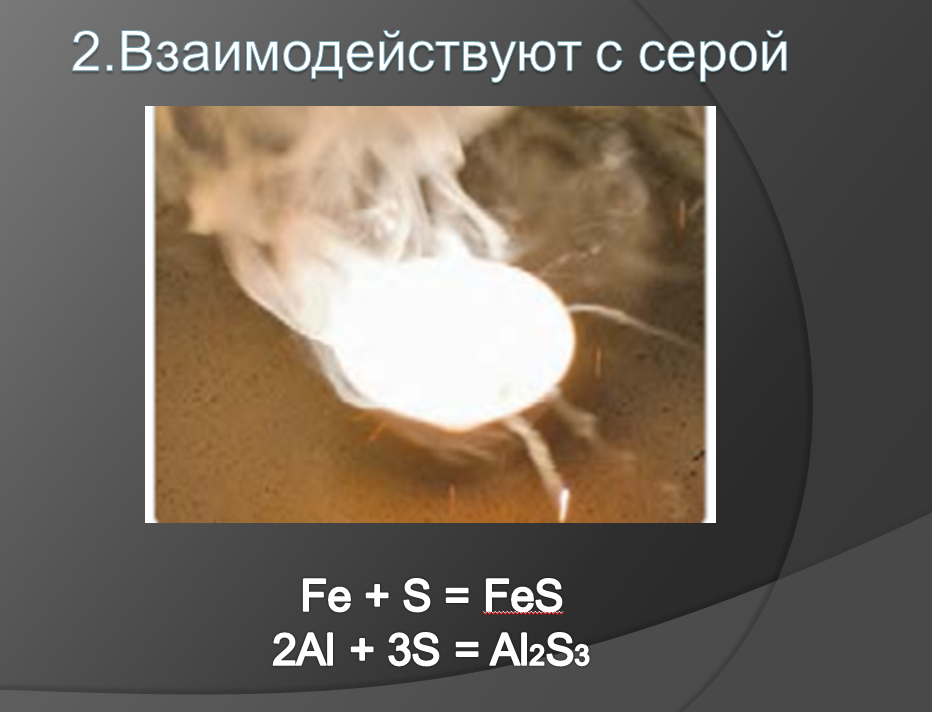 2.Взаимодействуют с серой
Fe + S = FeS
2Al + 3S = Al₂S₃